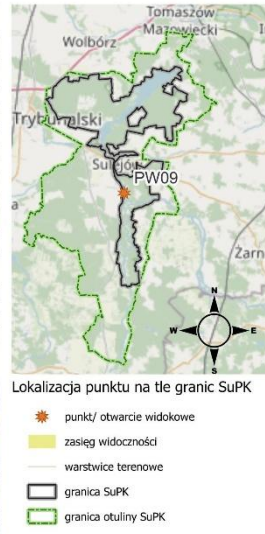 Tomaszów
Mazowiecki
Wolbórz
Trybunalski
Sulejów
PW09
a
Żarn
N
W
E
S
Lokalizacja punktu na tle granic SuPK
punkt/ otwarcie widokowe
zasięg widoczności
warstwice terenowe
granica SuPK
granica otuliny SuPK